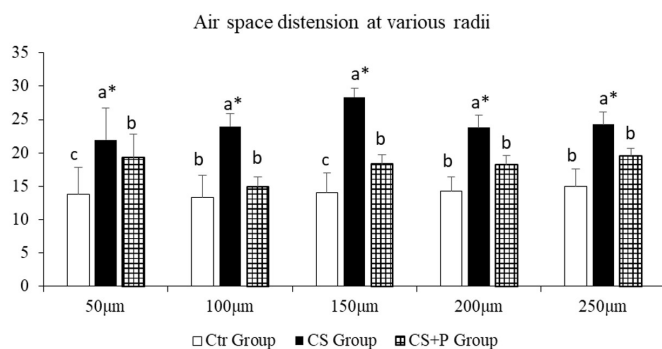 Air space distension at various radii
35
30
25
20
15
10
5
0
c a* b
b a* b
c a* b
b a* b
b a* b
50μm 100μm 150μm 200μm 250μm
Ctr Group CS Group CS+P Group